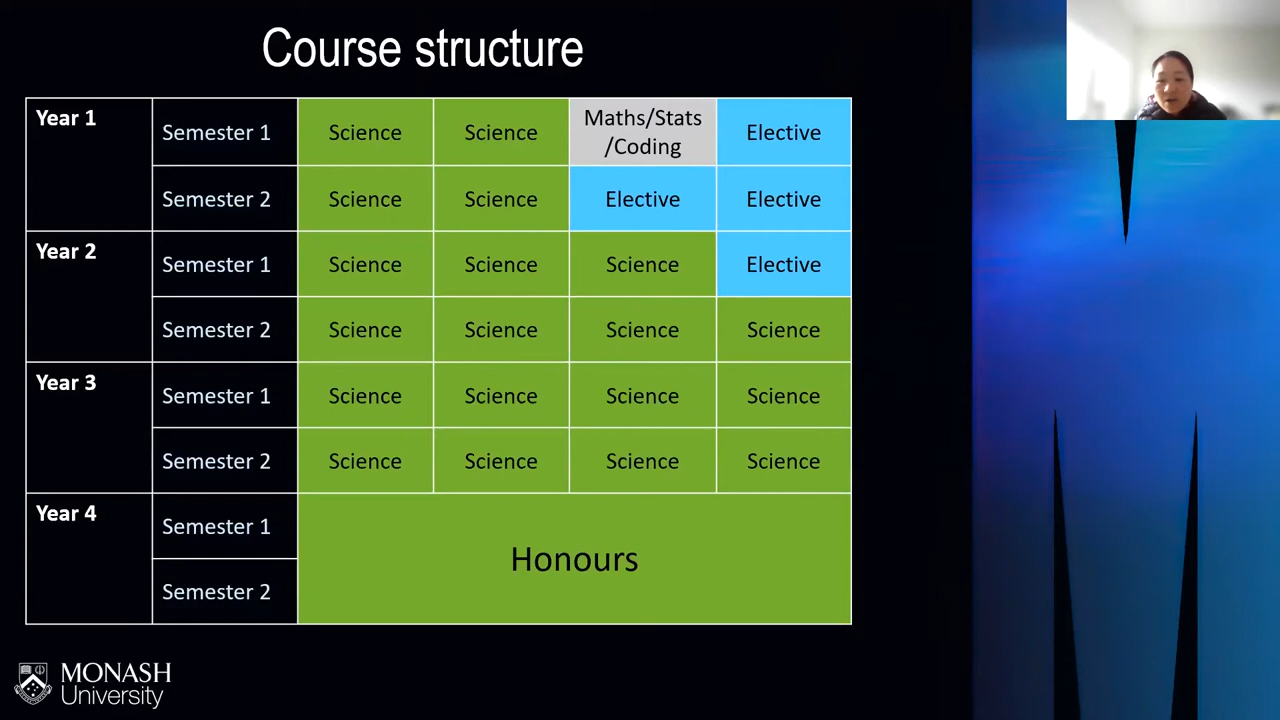 Course structure
Year 1
Semester 1
Science
Science
Maths/Stats
/Coding
Elective
Semester 2
Science
Science
Elective
Elective
Year 2
Semester 1
Science
Science
Science
Elective
Semester 2
Science
Science
Science
Science
Year 3
Semester 1
Science
Science
Science
Science
Semester 2
Science
Science
Science
Science
Year 4
Semester 1
Honours
Semester 2
MONASH
University